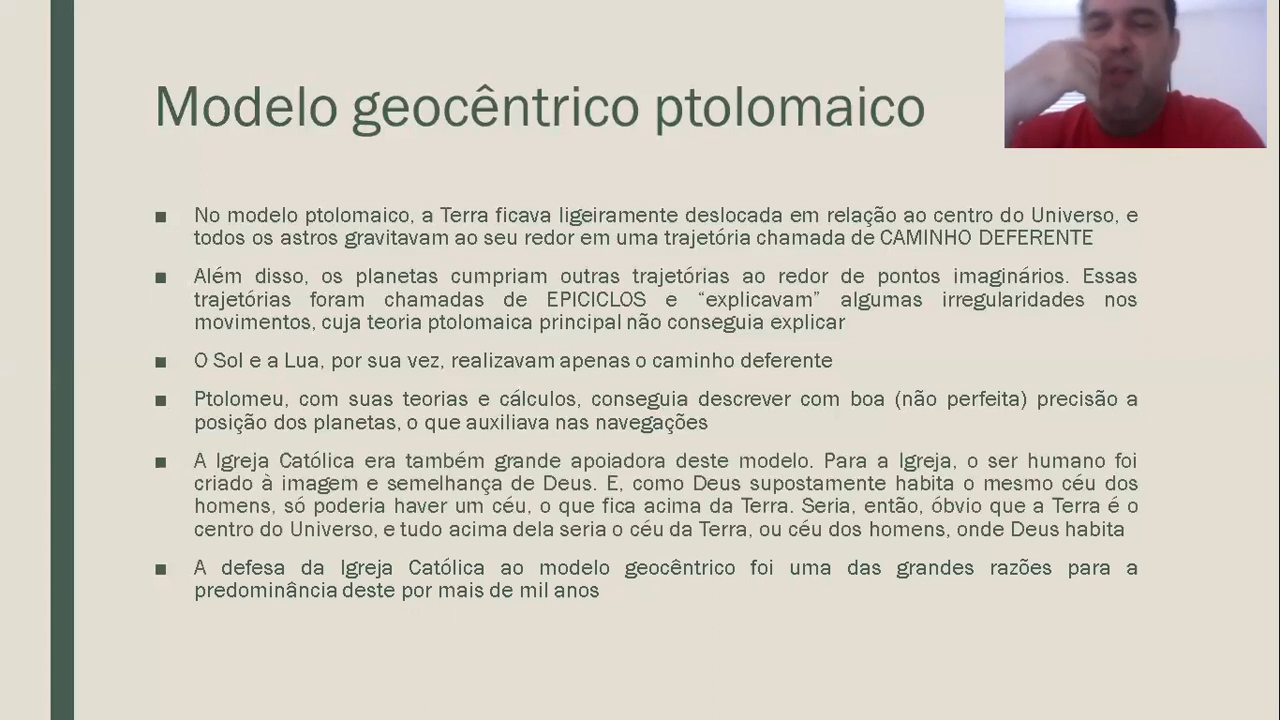 Modelo geocêntrico ptolomaico
■ No modelo ptolomaico, a Terra ficava ligeiramente deslocada em relação ao centro do Universo, e
todos os astros gravitavam ao seu redor em uma trajetória chamada de CAMINHO DEFERENTE
■ Além disso, os planetas cumpriam outras trajetórias ao redor de pontos imaginários. Essas
trajetórias foram chamadas de EPICICLOS e “explicavam” algumas irregularidades nos
movimentos, cuja teoria ptolomaica principal não conseguia explicar
■ O Sol e a Lua, por sua vez, realizavam apenas o caminho deferente
■ Ptolomeu, com suas teorias e cálculos, conseguia descrever com boa (não perfeita) precisão a
posição dos planetas, o que auxiliava nas navegações
■ A Igreja Católica era também grande apoiadora deste modelo. Para a Igreja, o ser humano foi
criado à imagem e semelhança de Deus. E, como Deus supostamente habita o mesmo céu dos
homens, só poderia haver um céu, o que fica acima da Terra. Seria, então, óbvio que a Terra é o
centro do Universo, e tudo acima dela seria o céu da Terra, ou céu dos homens, onde Deus habita
■ A defesa da Igreja Católica ao modelo geocêntrico foi uma das grandes razões para a
predominância deste por mais de mil anos